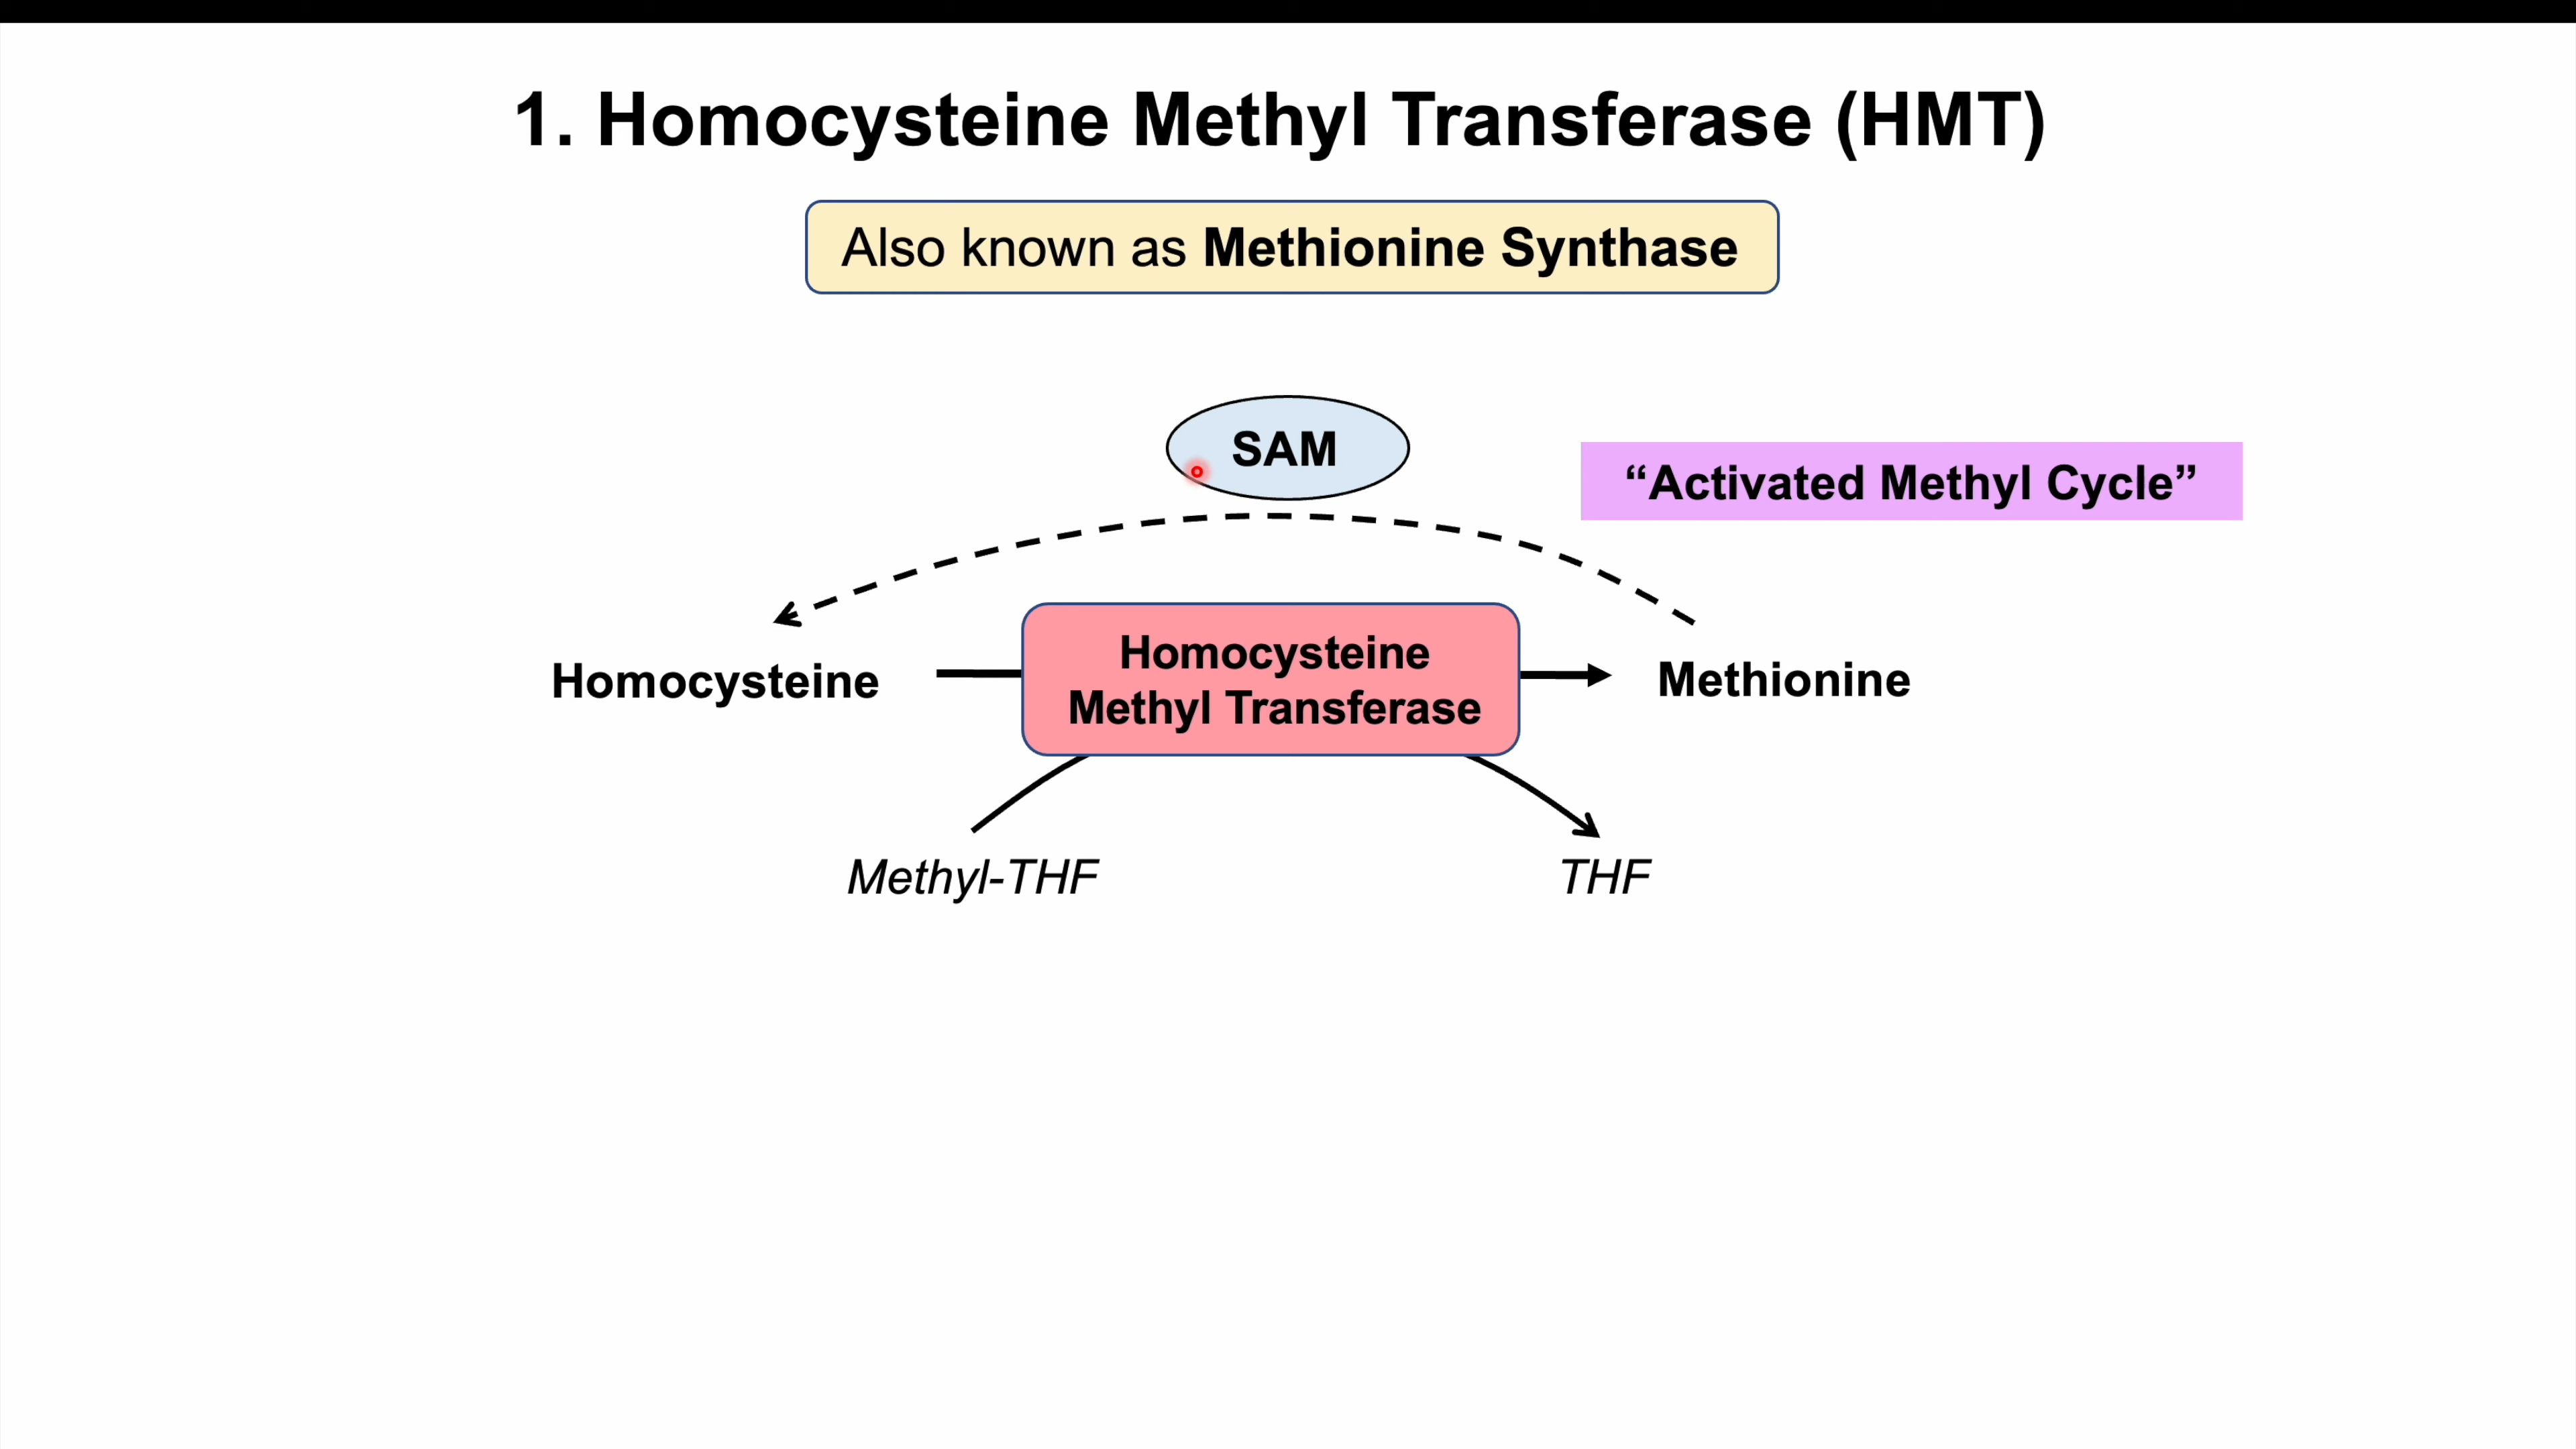 1. Homocysteine Methyl Transferase (HMT)
Also known as Methionine Synthase
SAM
“Activated Methyl Cycle”
Homocysteine
Homocysteine
Methyl Transferase
Methionine
Methyl-THF
THF